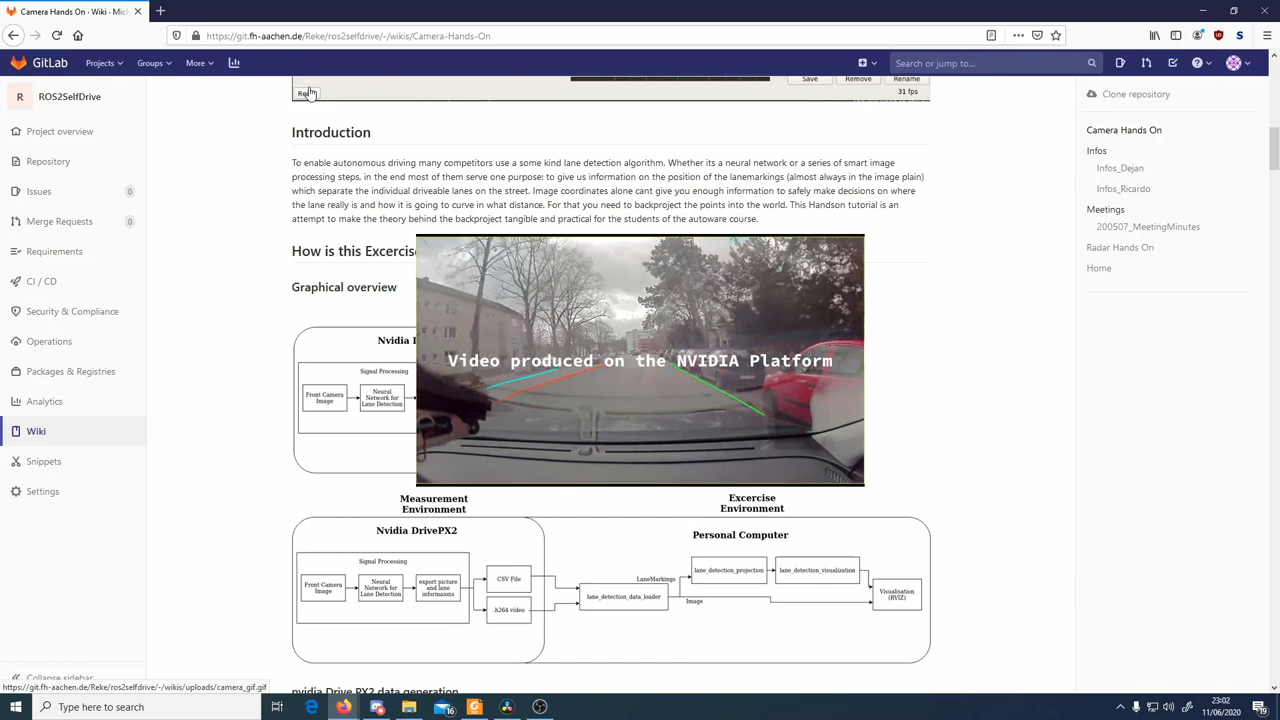 Camera Hands On · Wiki · Mich
https://git.fh-aachen.de/Reke/ros2selfdrive/-/wikis/Camera-Hands-On
GitLab
Projects
Groups
More
Search or jump to...
R
ROS2SelfDrive
Project overview
Repository
Issues
0
Merge Requests
0
Requirements
CI / CD
Security & Compliance
Operations
Packages & Registries
Analytics
Wiki
Snippets
Settings
Collapse sidebar
Save
Remove
Rename
31 fps
Introduction
To enable autonomous driving many competitors use a some kind lane detection algorithm. Whether its a neural network or a series of smart image
processing steps, in the end most of them serve one purpose: to give us information on the position of the lanemarkings (almost always in the image plain)
which separate the individual driveable lanes on the street. Image coordinates alone cant give you enough information to safely make decisions on where
the lane really is and how it is going to curve in what distance. For that you need to backproject the points into the world. This Handson tutorial is an
attempt to make the theory behind the backproject tangible and practical for the students of the autoware course.
How is this Excercise
Graphical overview
Nvidia
Signal Processing
Front Camera
Image
Neural
Network for
Lane Detection
Video produced on the NVIDIA Platform
Measurement
Environment
Excercise
Environment
Nvidia DrivePX2
Signal Processing
Front Camera
Image
Neural
Network for
Lane Detection
export picture
and lane
informaions
CSV File
.h264 video
Personal Computer
lane_detection_data_loader
LaneMarkings
Image
lane_detection_projection
lane_detection_visualization
Visualisation
(RVIZ)
nvidia Drive PX2 data generation
Clone repository
Camera Hands On
Infos
Infos_Dejan
Infos_Ricardo
Meetings
200507_MeetingMinutes
Radar Hands On
Home
https://git.fh-aachen.de/Reke/ros2selfdrive/-/wikis/uploads/camera_gif.gif
Type here to search
16
23:02
11/06/2020
19